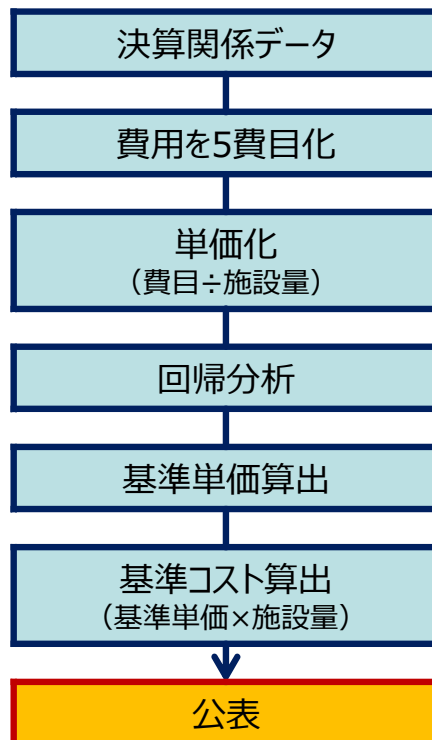 決算関係データ
費用を5費目化
単価化
（費目÷施設量）
回帰分析
基準単価算出
基準コスト算出
（基準単価×施設量）
公表